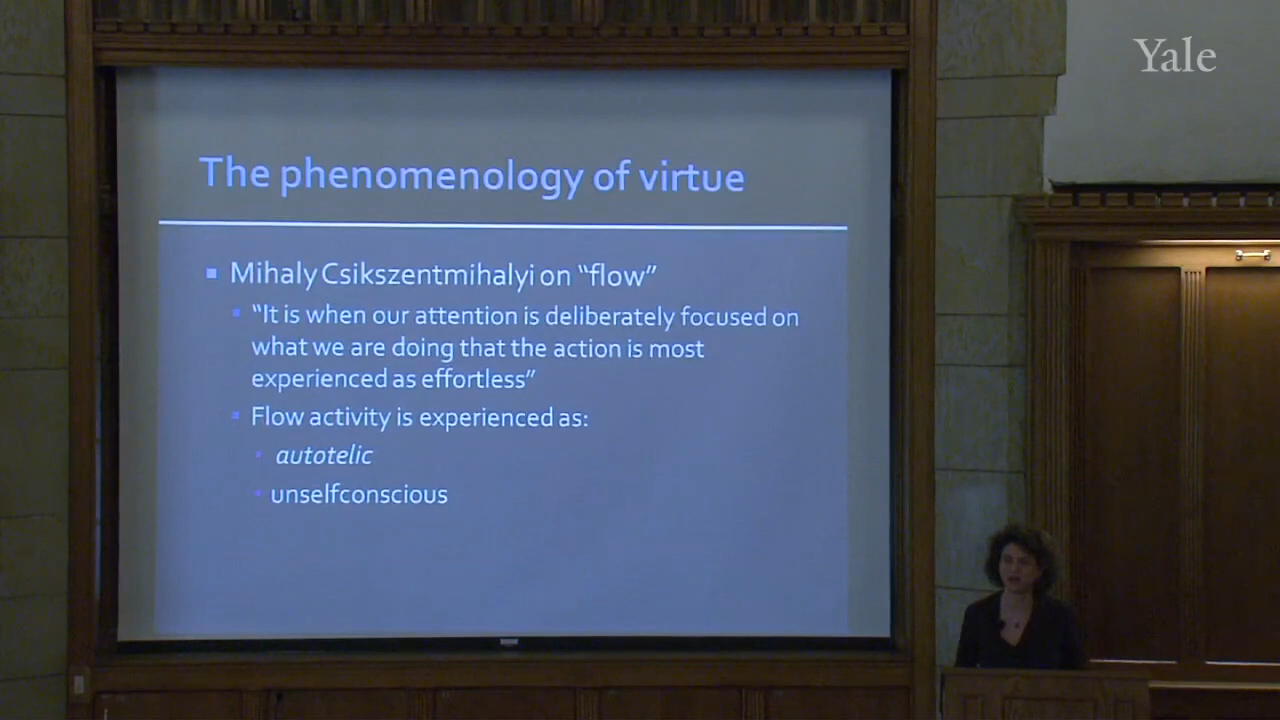 Yale
The phenomenology of virtue
Mihaly Csikszentmihalyi on “flow”
“It is when our attention is deliberately focused on
what we are doing that the action is most
experienced as effortless”
Flow activity is experienced as:
autotelic
unselfconscious